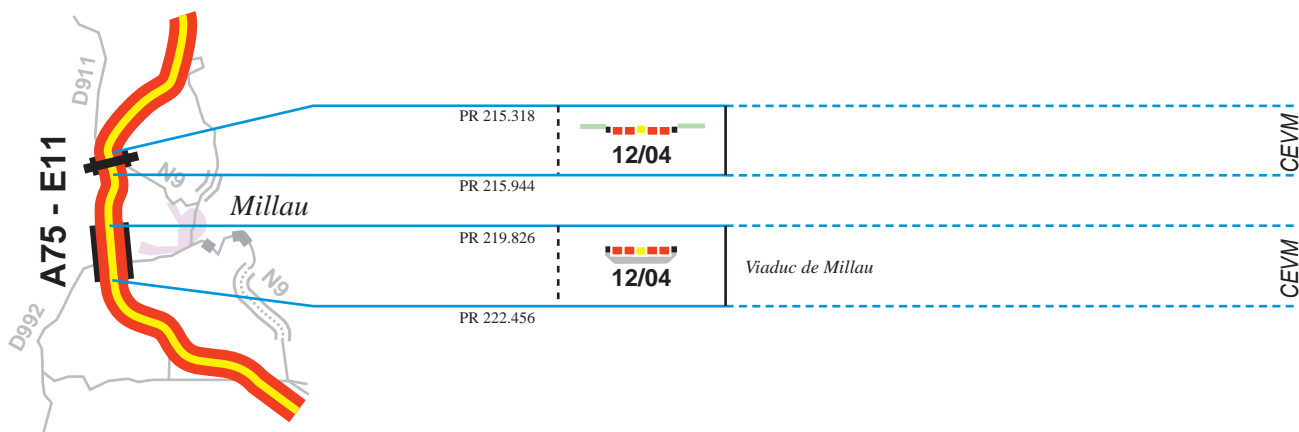 D911
A75 - E11
N9
Millau
N9
D992
PR 215.318
12/04
PR 215.944
CEVM
PR 219.826
12/04
Viaduc de Millau
PR 222.456
CEVM